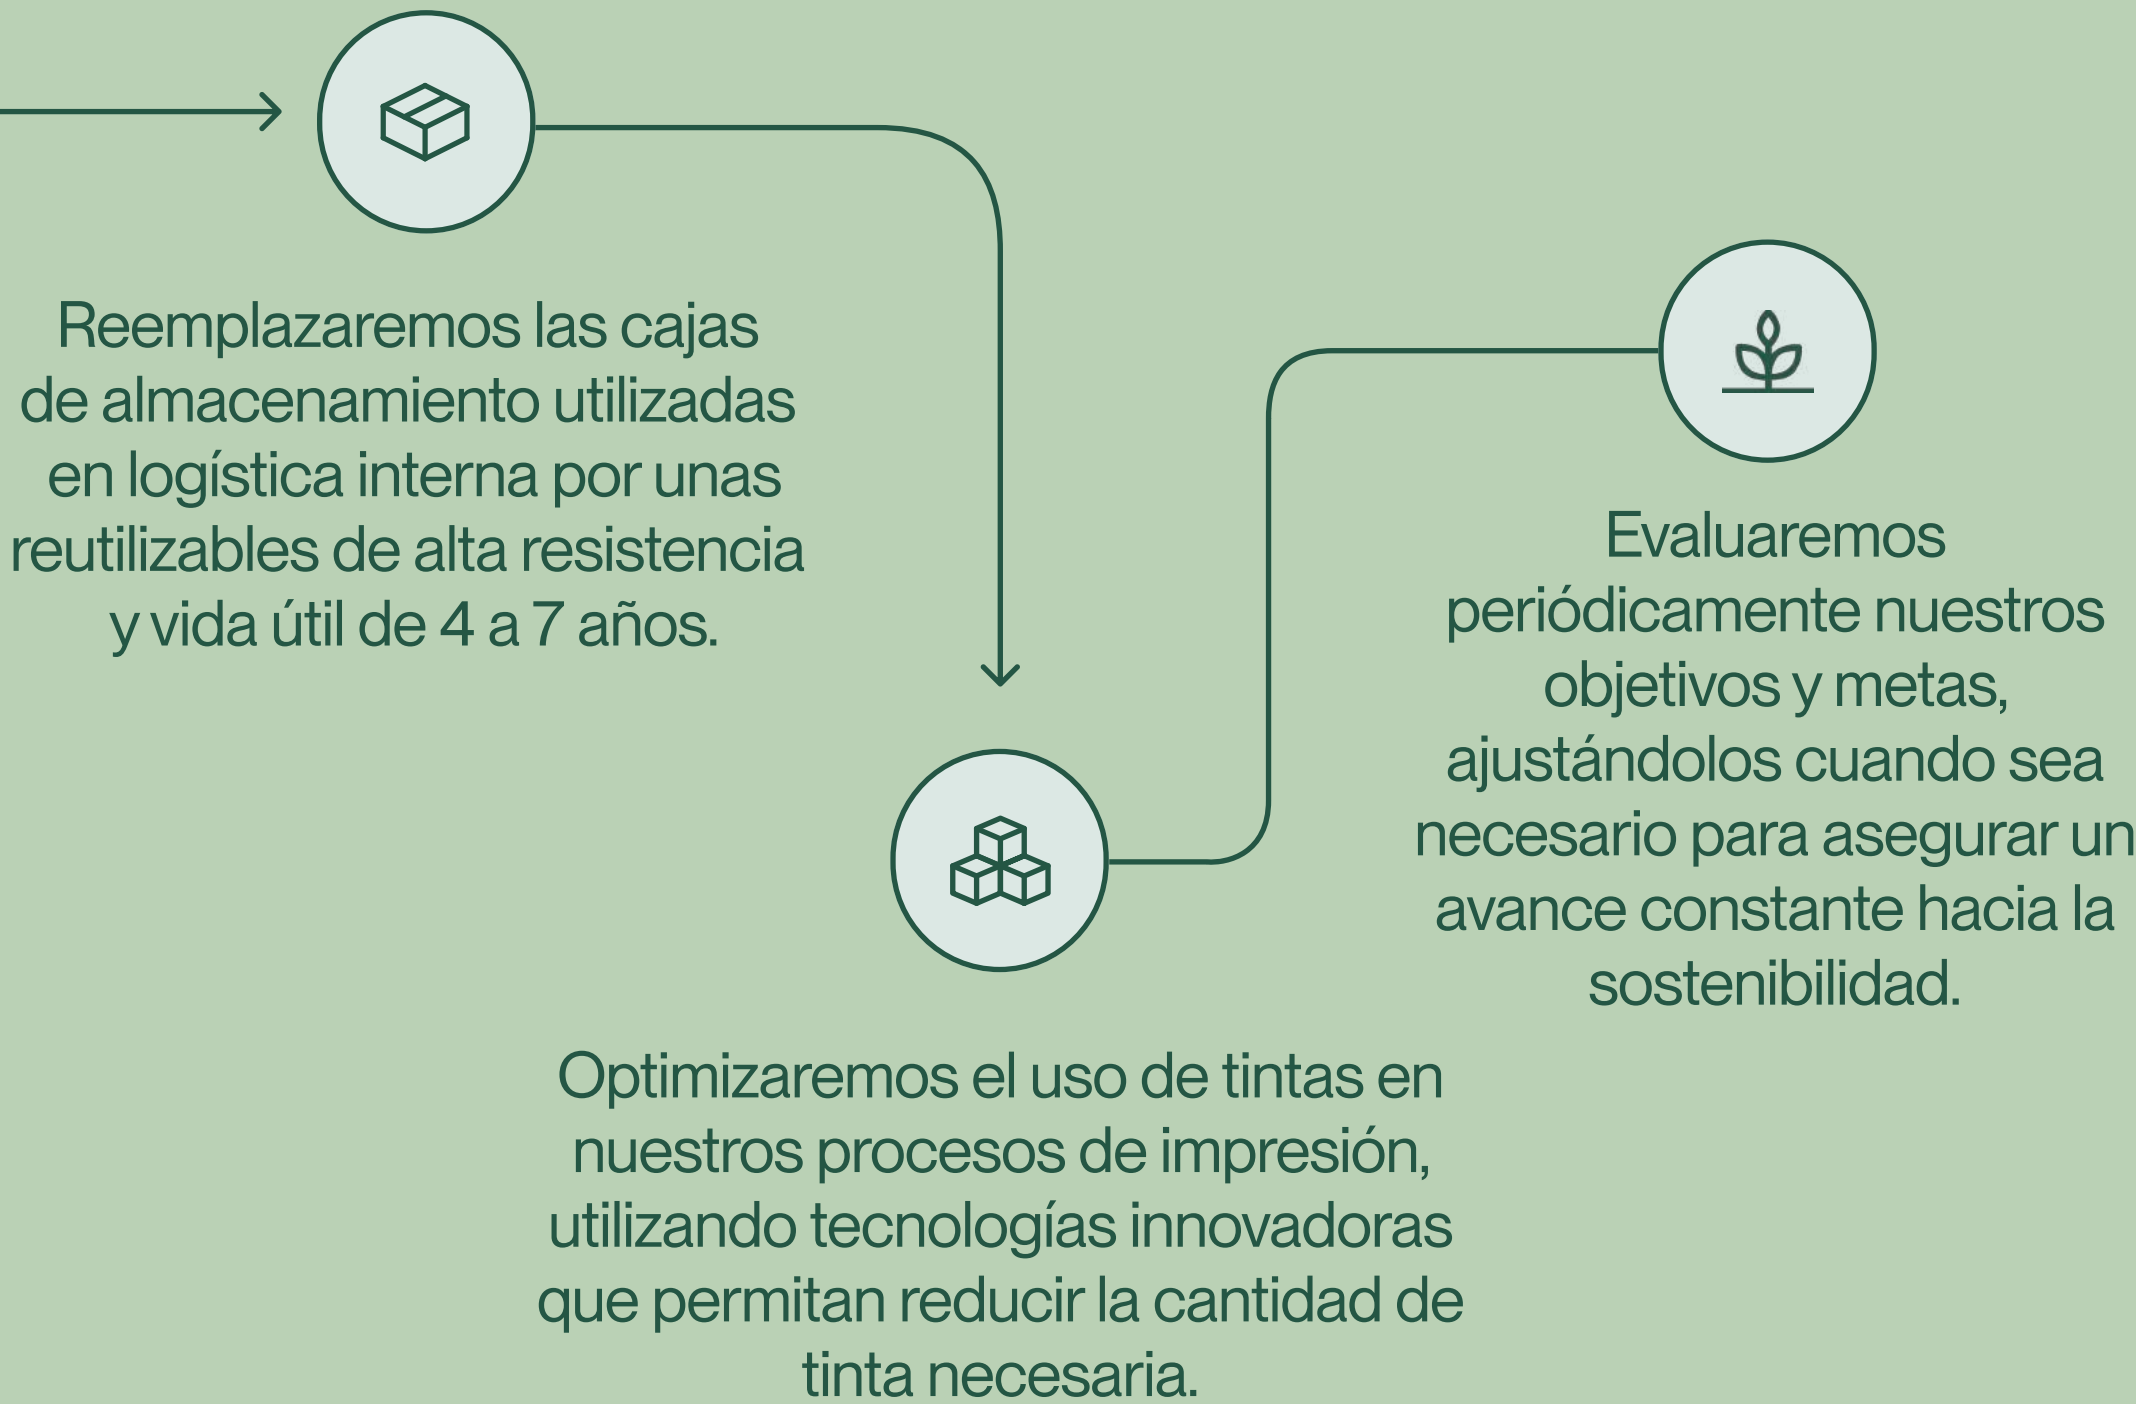 Reemplazaremos las cajas
de almacenamiento utilizadas
en logística interna por unas
reutilizables de alta resistencia
y vida útil de 4 a 7 años.
Optimizaremos el uso de tintas en
nuestros procesos de impresión,
utilizando tecnologías innovadoras
que permitan reducir la cantidad de
tinta necesaria.
Evaluaremos
periódicamente nuestros
objetivos y metas,
ajustándolos cuando sea
necesario para asegurar un
avance constante hacia la
sostenibilidad.